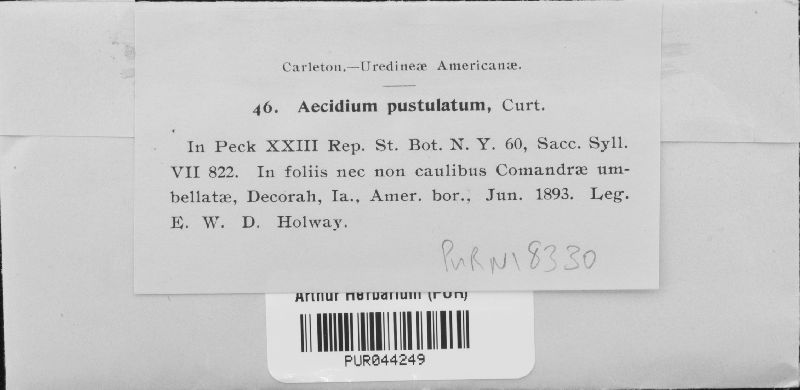 Carleton.—Uredineæ Americanæ.
46. Aecidium pustulatum, Curt.
In Peck XXIII Rep. St. Bot. N. Y. 60, Sacc. Syll.
VII 822. In foliis nec non caulibus Comandræ um-
bellatæ, Decorah, Ia., Amer. bor., Jun. 1893. Leg.
E. W. D. Holway.
PUR N18330
Arthur Herbarium (PUR)
PUR044249